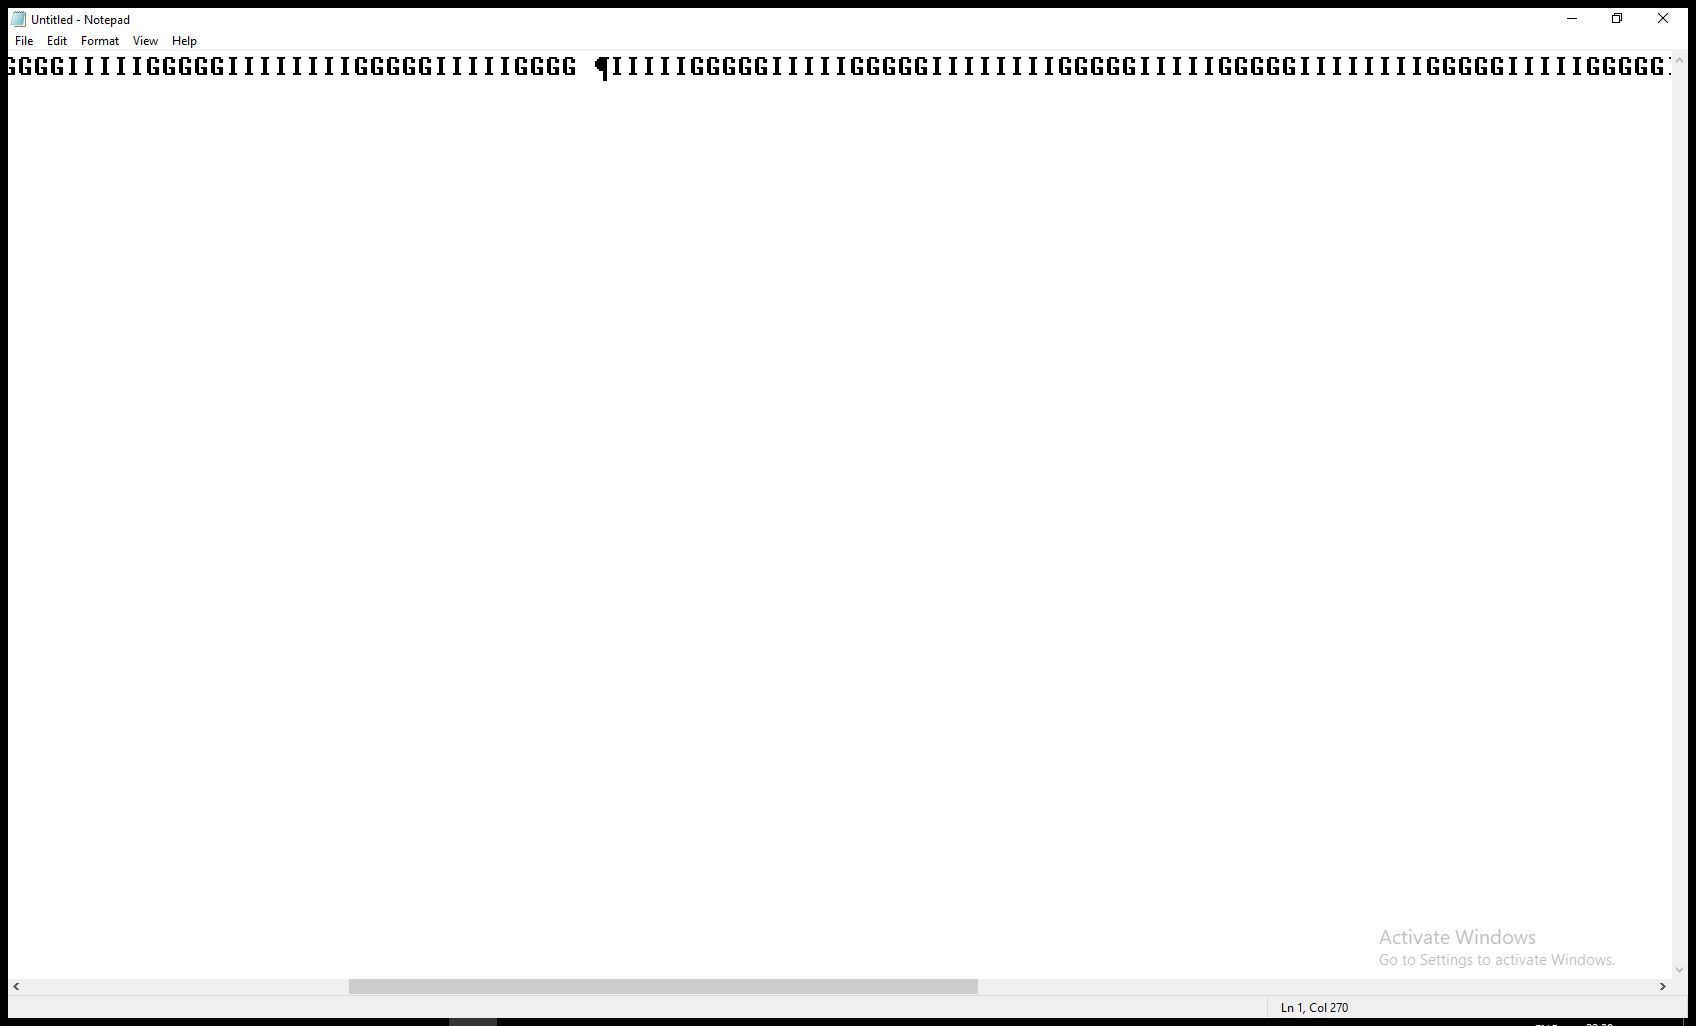 Untitled - Notepad
File Edit Format View Help
GGGGIIIIIGGGGGIIIIIIIIGGGGGIIIIIGGGG ¶IIIIIGGGGGIIIIIGGGGGIIIIIIIIGGGGGIIIIIGGGGGIIIIIIIIGGGGGIIIIIGGGGG
Activate Windows
Go to Settings to activate Windows.
Ln 1, Col 270